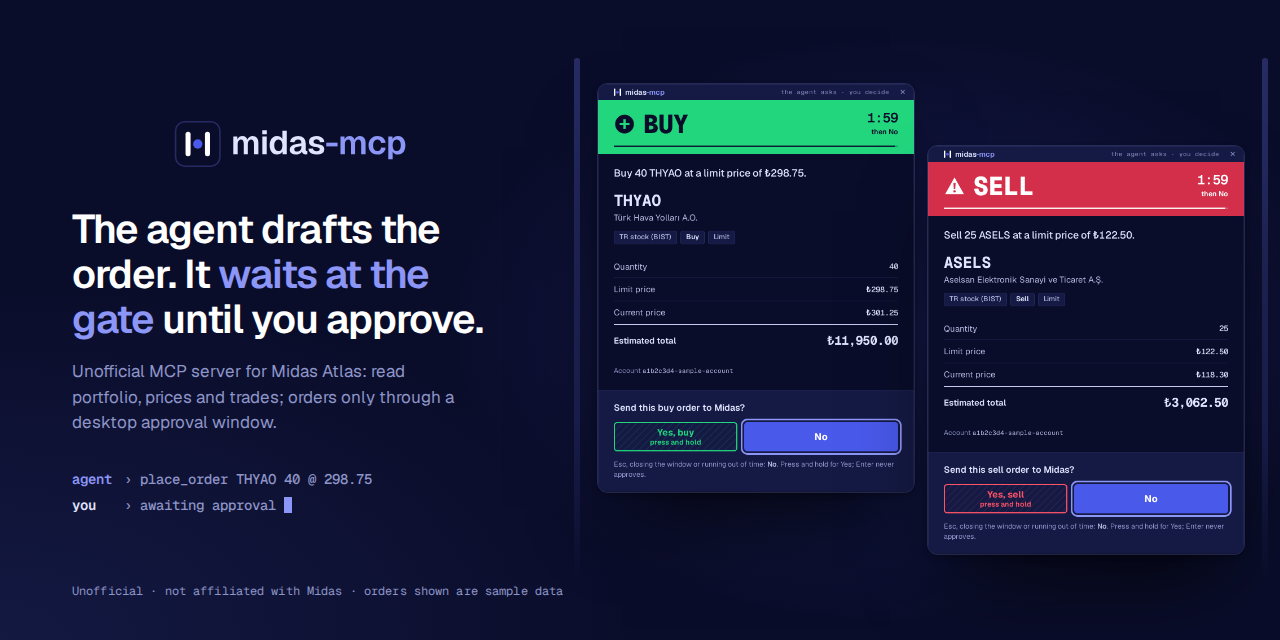 midas-mcp
The agent drafts the
order. It waits at the
gate until you approve.
Unofficial MCP server for Midas Atlas: read
portfolio, prices and trades; orders only through a
desktop approval window.
agent › place_order THYAO 40 @ 298.75
you › awaiting approval
Unofficial · not affiliated with Midas · orders shown are sample data
midas-mcp the agent asks · you decide ×
BUY 1:59
then No
Buy 40 THYAO at a limit price of ₺298.75.
THYAO
Türk Hava Yolları A.O.
TR stock (BIST) Buy Limit
Quantity 40
Limit price ₺298.75
Current price ₺301.25
Estimated total ₺11,950.00
Account a1b2c3d4-sample-account
Send this buy order to Midas?
Yes, buy
press and hold
No
Esc, closing the window or running out of time: No. Press and hold for Yes; Enter never
approves.
midas-mcp the agent asks · you decide ×
SELL 1:59
then No
Sell 25 ASELS at a limit price of ₺122.50.
ASELS
Aselsan Elektronik Sanayi ve Ticaret A.Ş.
TR stock (BIST) Sell Limit
Quantity 25
Limit price ₺122.50
Current price ₺118.30
Estimated total ₺3,062.50
Account a1b2c3d4-sample-account
Send this sell order to Midas?
Yes, sell
press and hold
No
Esc, closing the window or running out of time: No. Press and hold for Yes; Enter never
approves.